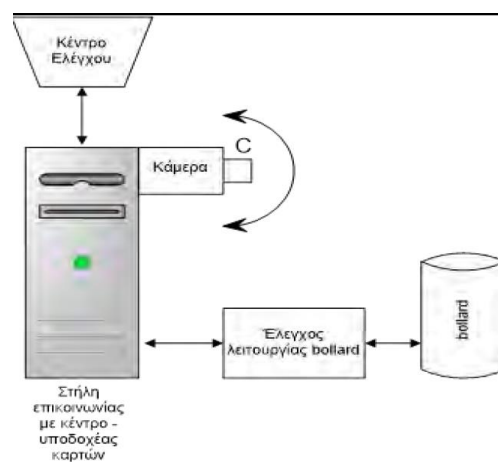 Κέντρο
Ελέγχου
C
Κάμερα
bollard
Έλεγχος
λειτουργίας bollard
Στήλη
επικοινωνίας
με κέντρο -
υποδοχέας
καρτών